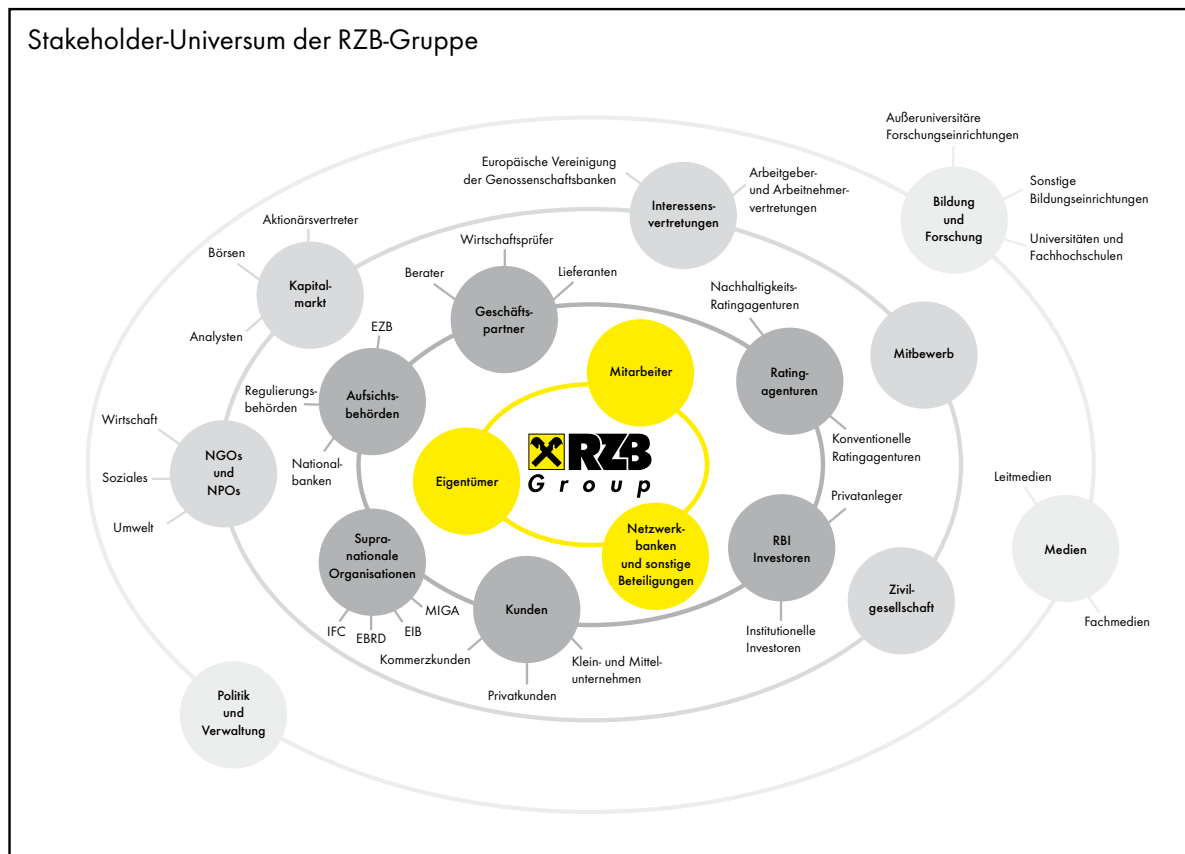 Stakeholder-Universum der RZB-Gruppe
Außeruniversitäre
Forschungseinrichtungen
Sonstige
Bildungseinrichtungen
Bildung
und
Forschung
Universitäten und
Fachhochschulen
Europäische Vereinigung
der Genossenschaftsbanken
Arbeitgeber-
und Arbeitnehmer-
vertretungen
Interessens-
vertretungen
Aktionärsvertreter
Börsen
Kapital-
markt
Analysten
Wirtschaftsprüfer
Berater
Lieferanten
Geschäfts-
partner
Nachhaltigkeits-
Ratingagenturen
Rating-
agenturen
Konventionelle
Ratingagenturen
Mitbewerb
EZB
Regulierungs-
behörden
Aufsichts-
behörden
National-
banken
Mitarbeiter
RZB
Group
Eigentümer
Netzwerk-
banken
und sonstige
Beteiligungen
Wirtschaft
Soziales
Umwelt
NGOs
und
NPOs
Supra-
nationale
Organisationen
IFC
EBRD
EIB
MIGA
Kunden
Kommerzkunden
Privatkunden
Klein- und Mittel-
unternehmen
Privatanleger
RBI
Investoren
Institutionelle
Investoren
Zivil-
gesellschaft
Leitmedien
Medien
Fachmedien
Politik
und
Verwaltung